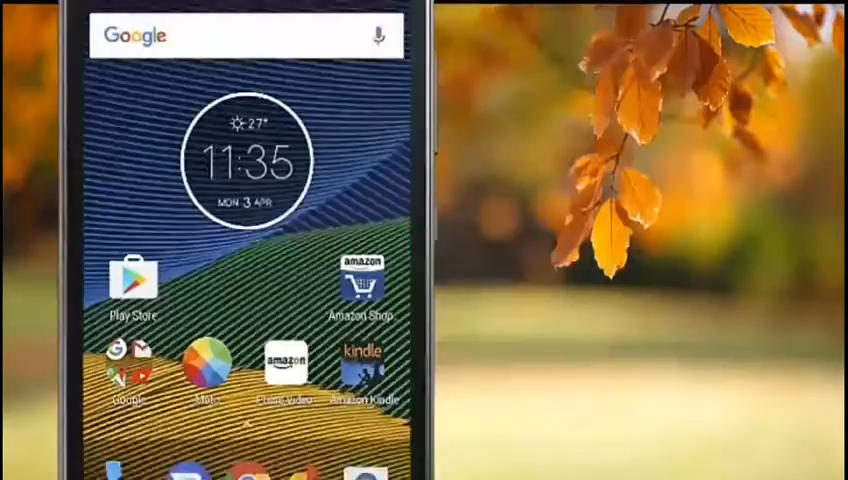 Google
27°
11:35
MON 3 APR
amazon
Play Store
Amazon Shop..
amazon
kindle
Google
Moto
Prime Video
Amazon Kindle